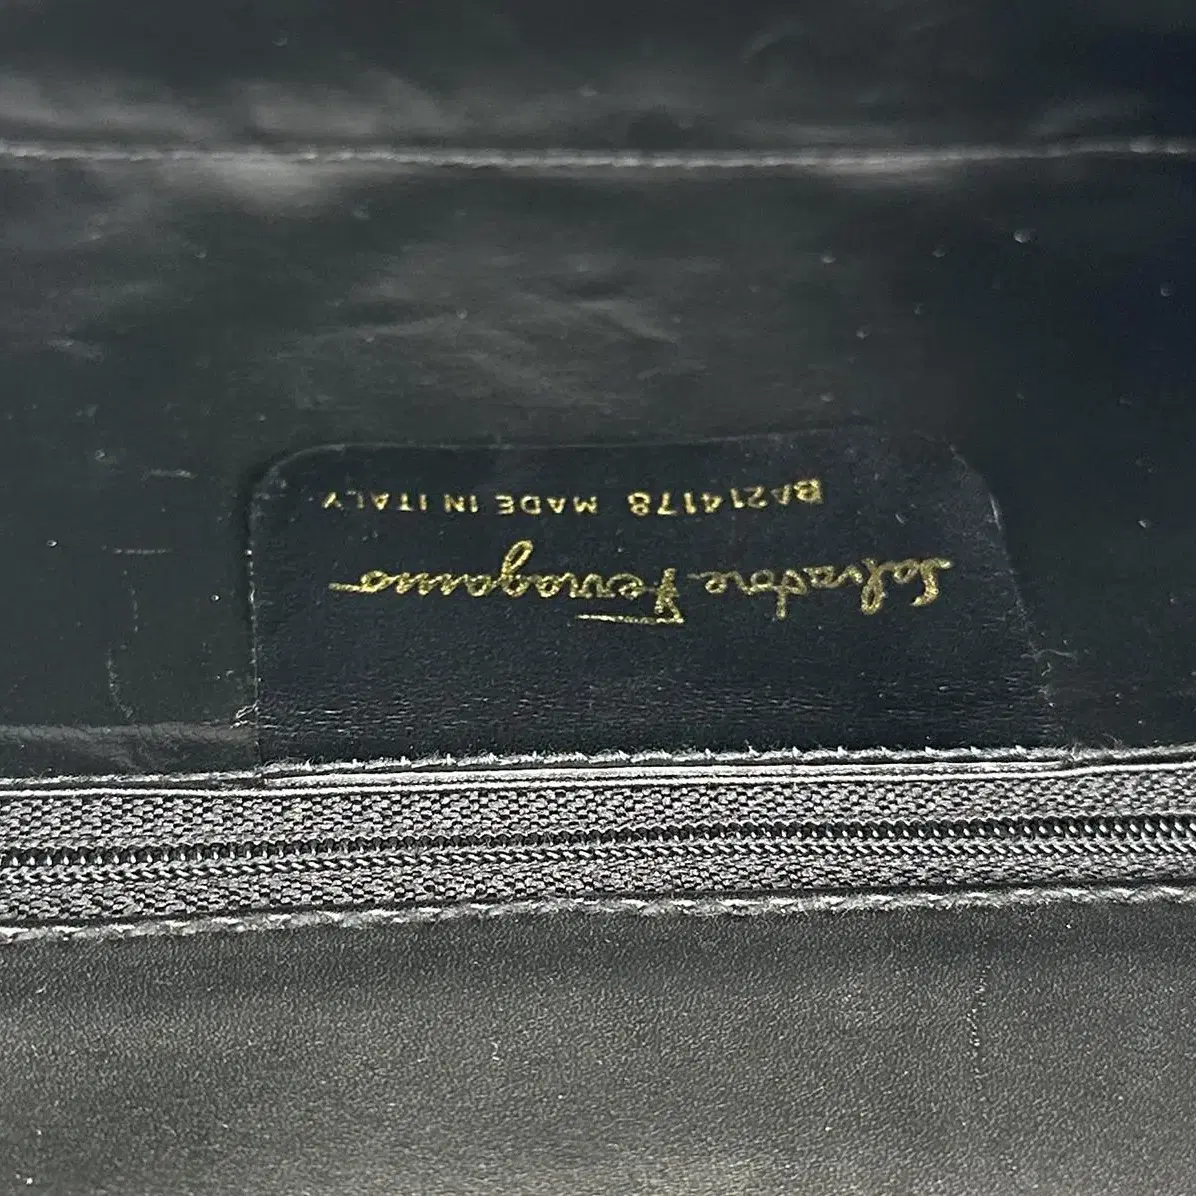 Salvatore Ferragamo
BA214178 MADE IN ITALY